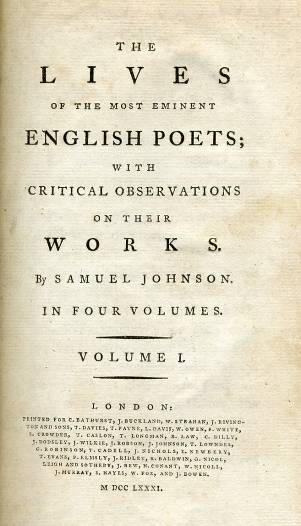 THE
LIVES
OF THE MOST EMINENT
ENGLISH POETS;
WITH
CRITICAL OBSERVATIONS
ON THEIR
WORKS.
By SAMUEL JOHNSON.
IN FOUR VOLUMES.
VOLUME I.
LONDON:
PRINTED FOR C. BATHURST, J. BUCKLAND, W. STRAHAN, J. RIVING-
TON AND SONS, T. DAVIES, T. PAYNE, L. DAVIS, W. OWEN, B. WHITE,
S. CROWDER, T. CASLON, T. LONGMAN, B. LAW, C. DILLY,
J. DODSLEY, J. WILKIE, J. ROBSON, J. JOHNSON, T. LOWNDES,
G. ROBINSON, T. CADELL, J. NICHOLS, E. NEWBERY,
T. EVANS, P. ELMSLY, J. RIDLEY, R. BALDWIN, G. NICOL,
LEIGH AND SOTHEBY, J. BEW, N. CONANT, W. NICOLL,
J. MURRAY, S. HAYES, W. FOX, AND J. BOWEN.
M DCC LXXXI.